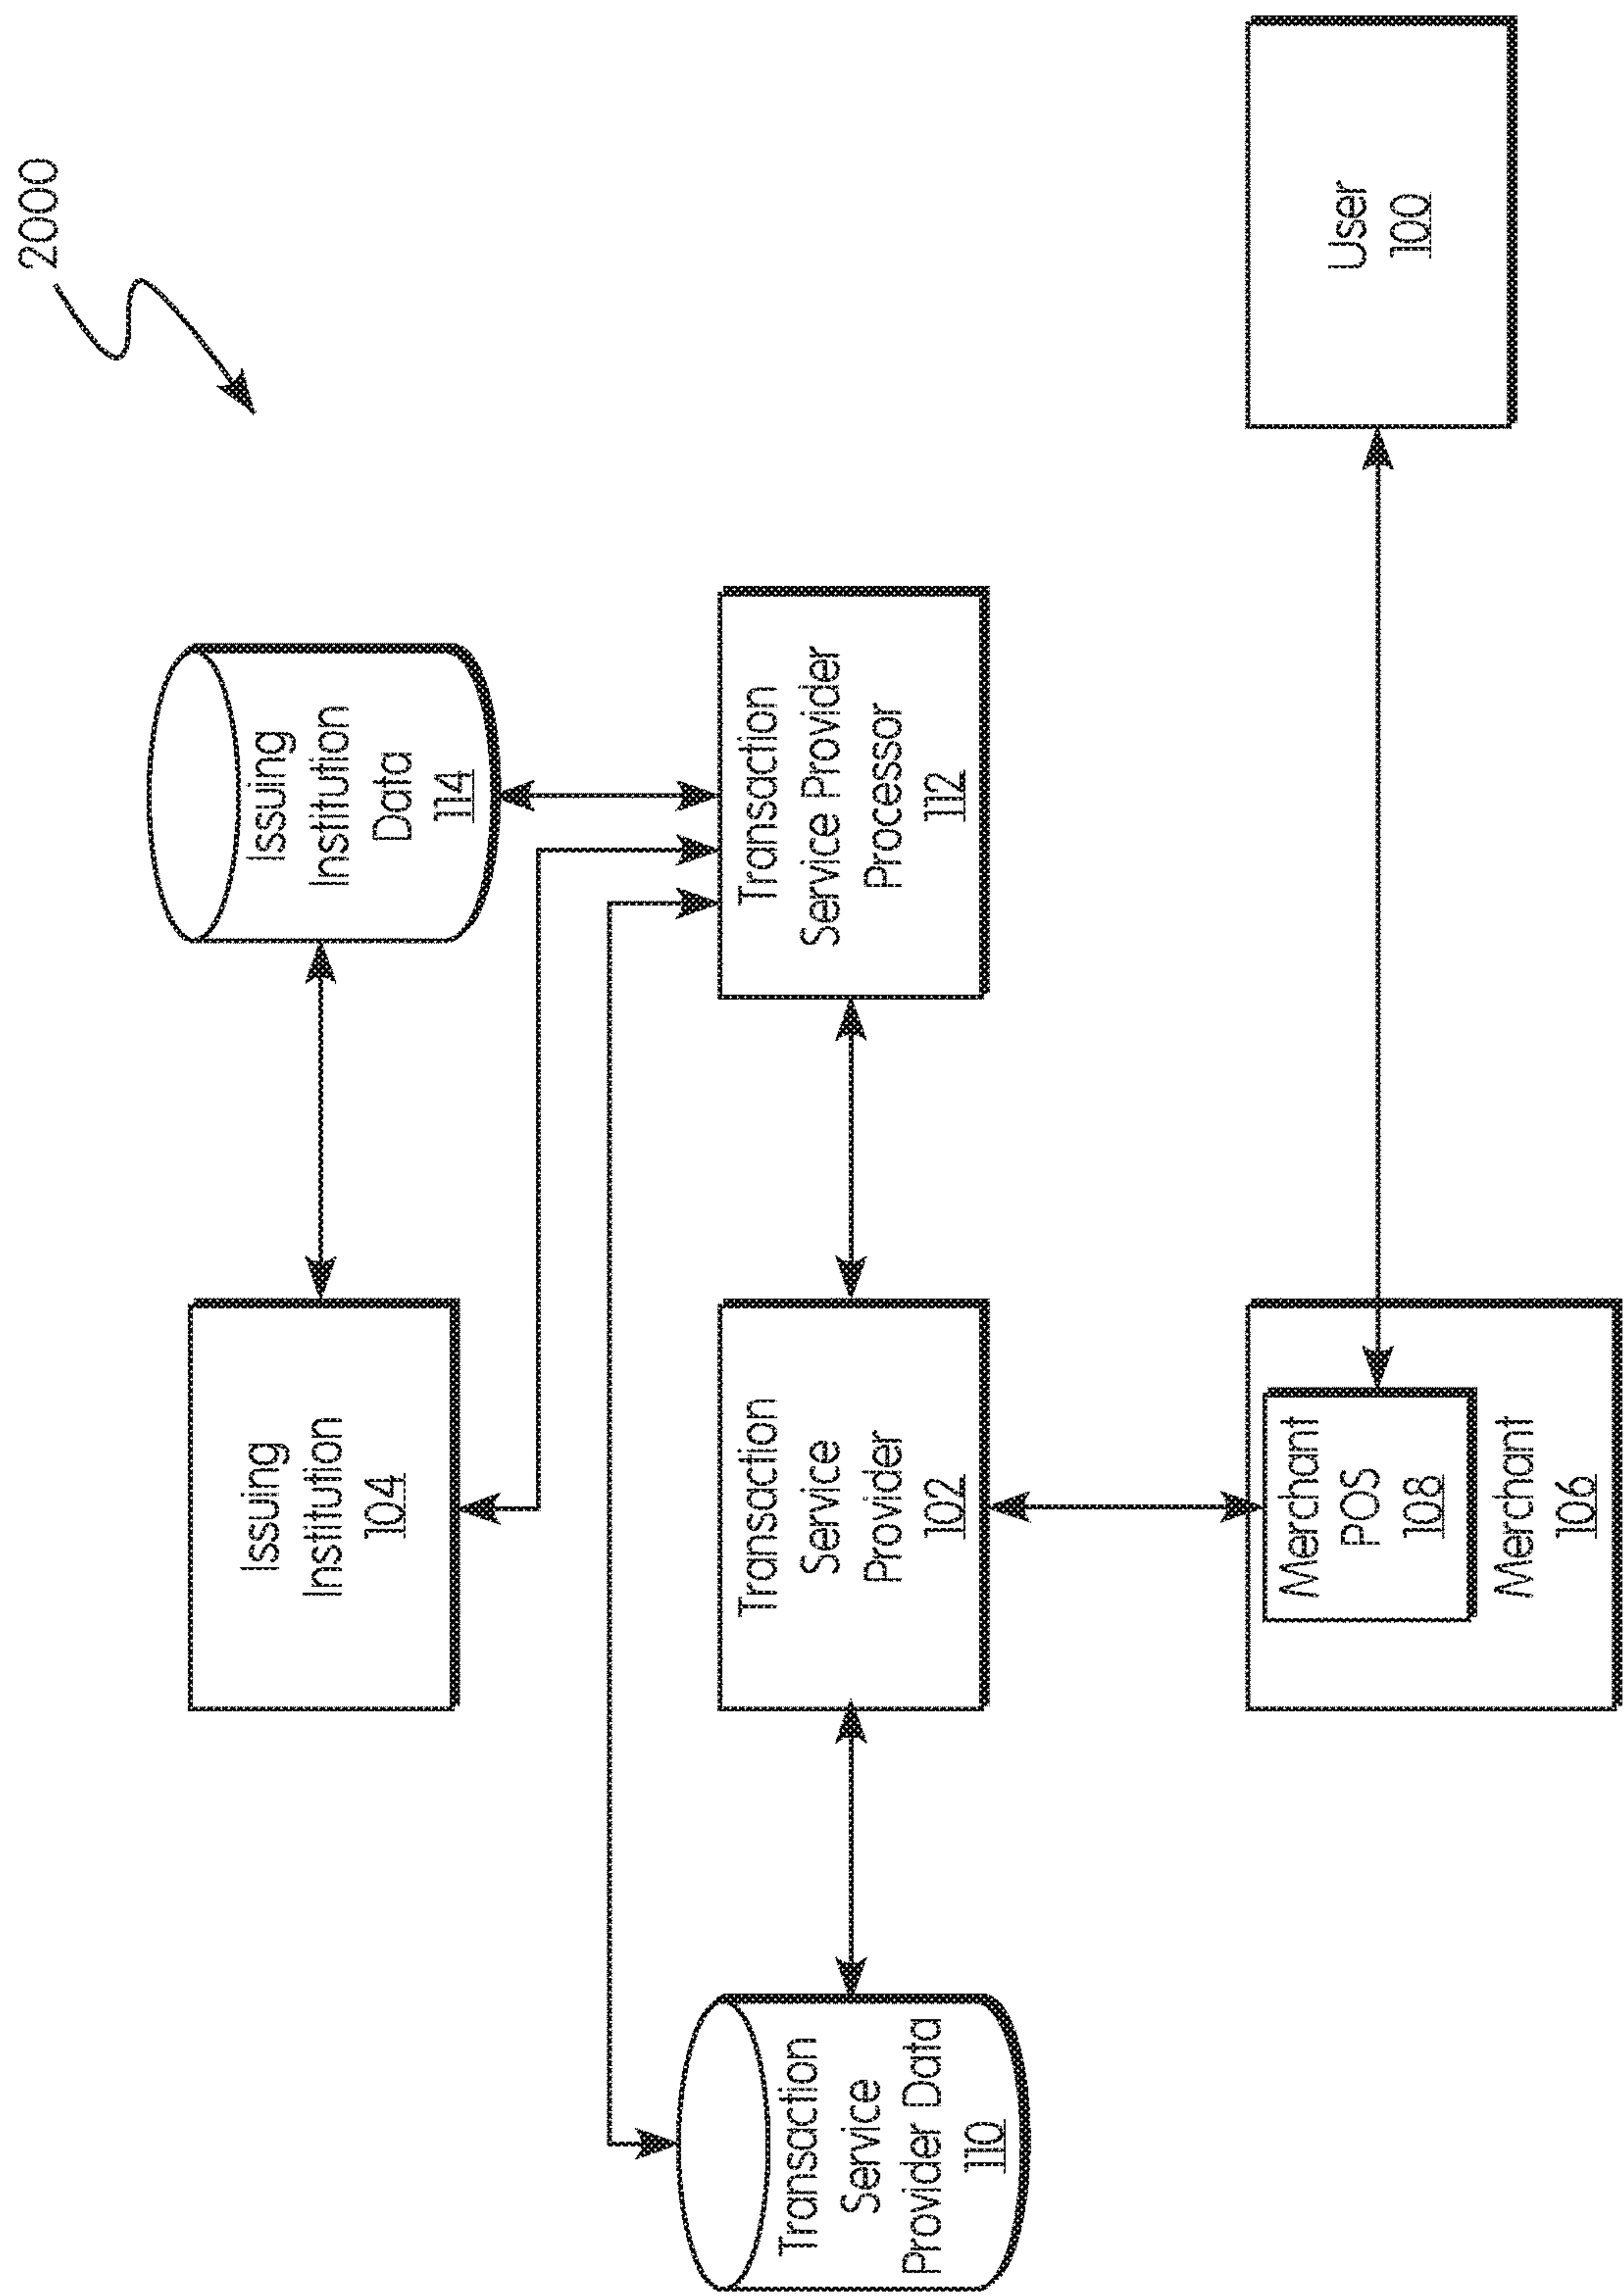 2000
Issuing
Institution
104
Issuing
Institution
Data
114
Transaction
Service
Provider Data
110
Transaction
Service
Provider
102
Transaction
Service Provider
Processor
112
Merchant
POS
108
Merchant
106
User
100